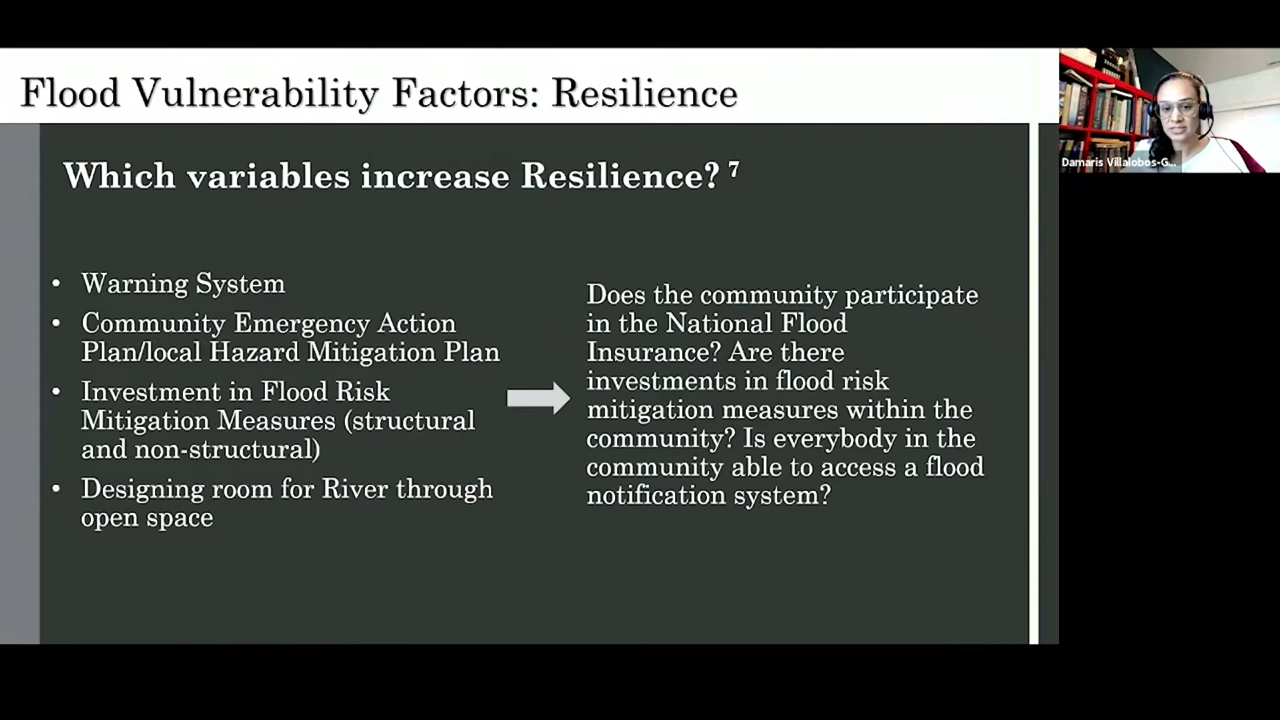 Flood Vulnerability Factors: Resilience
Which variables increase Resilience? 7
• Warning System
• Community Emergency Action
Plan/local Hazard Mitigation Plan
• Investment in Flood Risk
Mitigation Measures (structural
and non-structural)
• Designing room for River through
open space
Does the community participate
in the National Flood
Insurance? Are there
investments in flood risk
mitigation measures within the
community? Is everybody in the
community able to access a flood
notification system?
Damaris Villalobos-G...